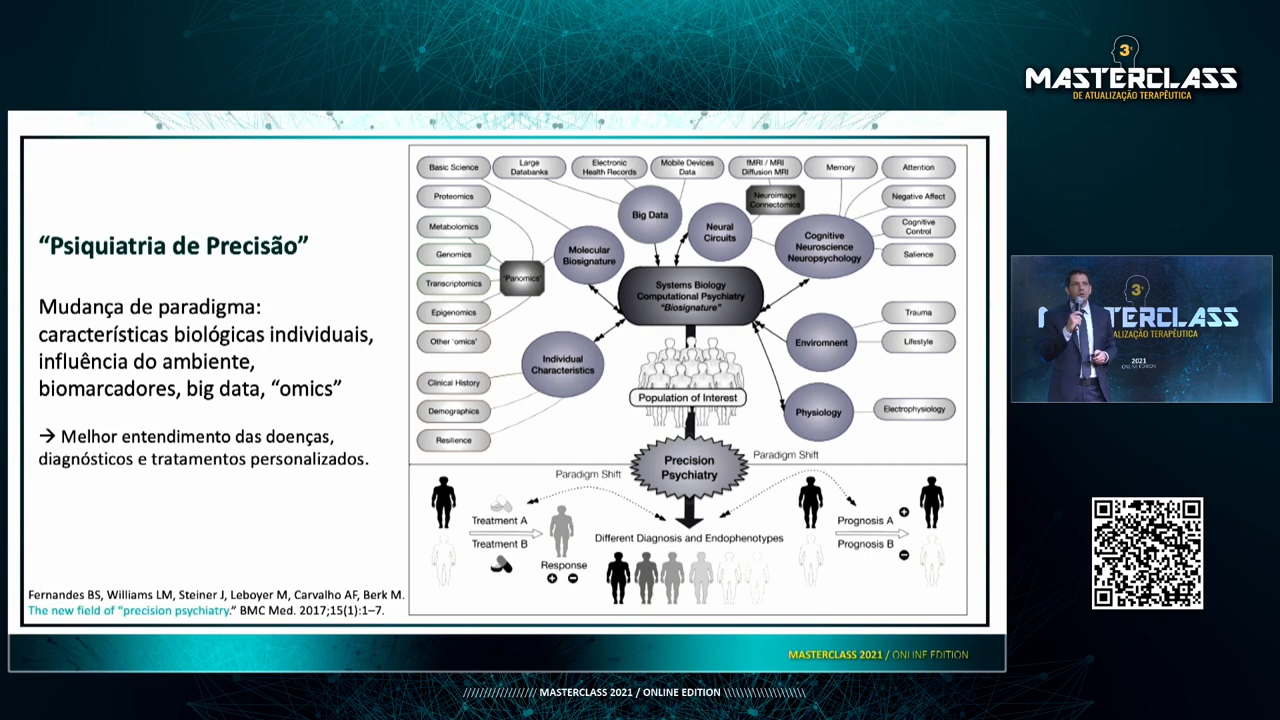 3ª
MASTERCLASS
DE ATUALIZAÇÃO TERAPÊUTICA
“Psiquiatria de Precisão”
Mudança de paradigma:
características biológicas individuais,
influência do ambiente,
biomarcadores, big data, “omics”
→ Melhor entendimento das doenças,
diagnósticos e tratamentos personalizados.
Fernandes BS, Williams LM, Steiner J, Leboyer M, Carvalho AF, Berk M.
The new field of “precision psychiatry.” BMC Med. 2017;15(1):1–7.
Basic Science
Large
Databanks
Electronic
Health Records
Mobile Devices
Data
fMRI / MRI
Diffusion MRI
Memory
Attention
Proteomics
Metabolomics
Genomics
Transcriptomics
Epigenomics
Other ‘omics’
‘Panomics’
Clinical History
Demographics
Resilience
Molecular
Biosignature
Big Data
Neural
Circuits
Neuroimage
Connectomics
Cognitive
Neuroscience
Neuropsychology
Negative Affect
Cognitive
Control
Salience
Systems Biology
Computational Psychiatry
“Biosignature”
Individual
Characteristics
Environment
Trauma
Lifestyle
Physiology
Electrophysiology
Population of Interest
Precision
Psychiatry
Paradigm Shift
Paradigm Shift
Treatment A
Treatment B
Response
Different Diagnosis and Endophenotypes
Prognosis A
Prognosis B
MASTERCLASS 2021 / ONLINE EDITION
3ª
TERCLASS
ALIZAÇÃO TERAPÊUTICA
2021
ONLINE EDITION
////////////////// MASTERCLASS 2021 / ONLINE EDITION \\\\\\\\\\\\\\\\\\\\